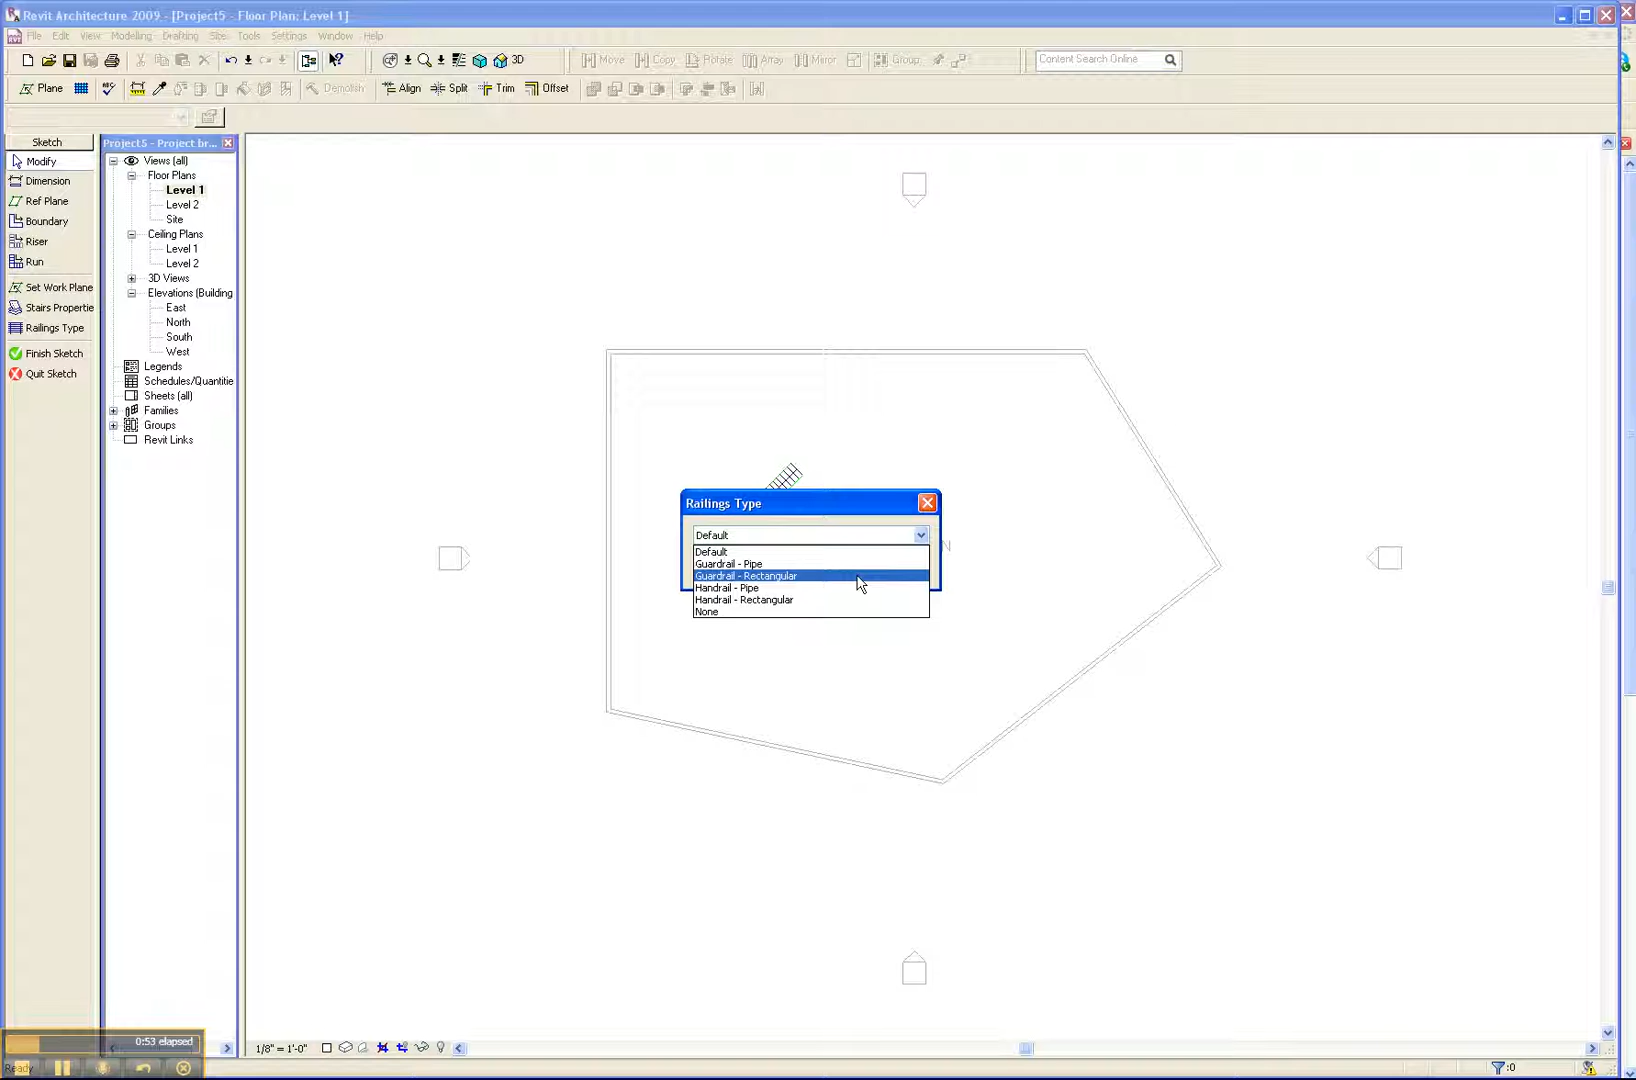 Revit Architecture 2009 - [Project5 - Floor Plan: Level 1]
File Edit View Modeling Drafting Site Tools Settings Window Help
3D Move Copy Rotate Array Mirror Group Content Search Online
Plane Demolish Align Split Trim Offset
Sketch
Modify
Dimension
Ref Plane
Boundary
Riser
Run
Set Work Plane
Stairs Propertie
Railings Type
Finish Sketch
Quit Sketch
Project5 - Project br...
Views (all)
Floor Plans
Level 1
Level 2
Site
Ceiling Plans
Level 1
Level 2
3D Views
Elevations (Building
East
North
South
West
Legends
Schedules/Quantitie
Sheets (all)
Families
Groups
Revit Links
Railings Type
Default
Default
Guardrail - Pipe
Guardrail - Rectangular
Handrail - Pipe
Handrail - Rectangular
None
0:53 elapsed
1/8" = 1'-0"
Ready
:0